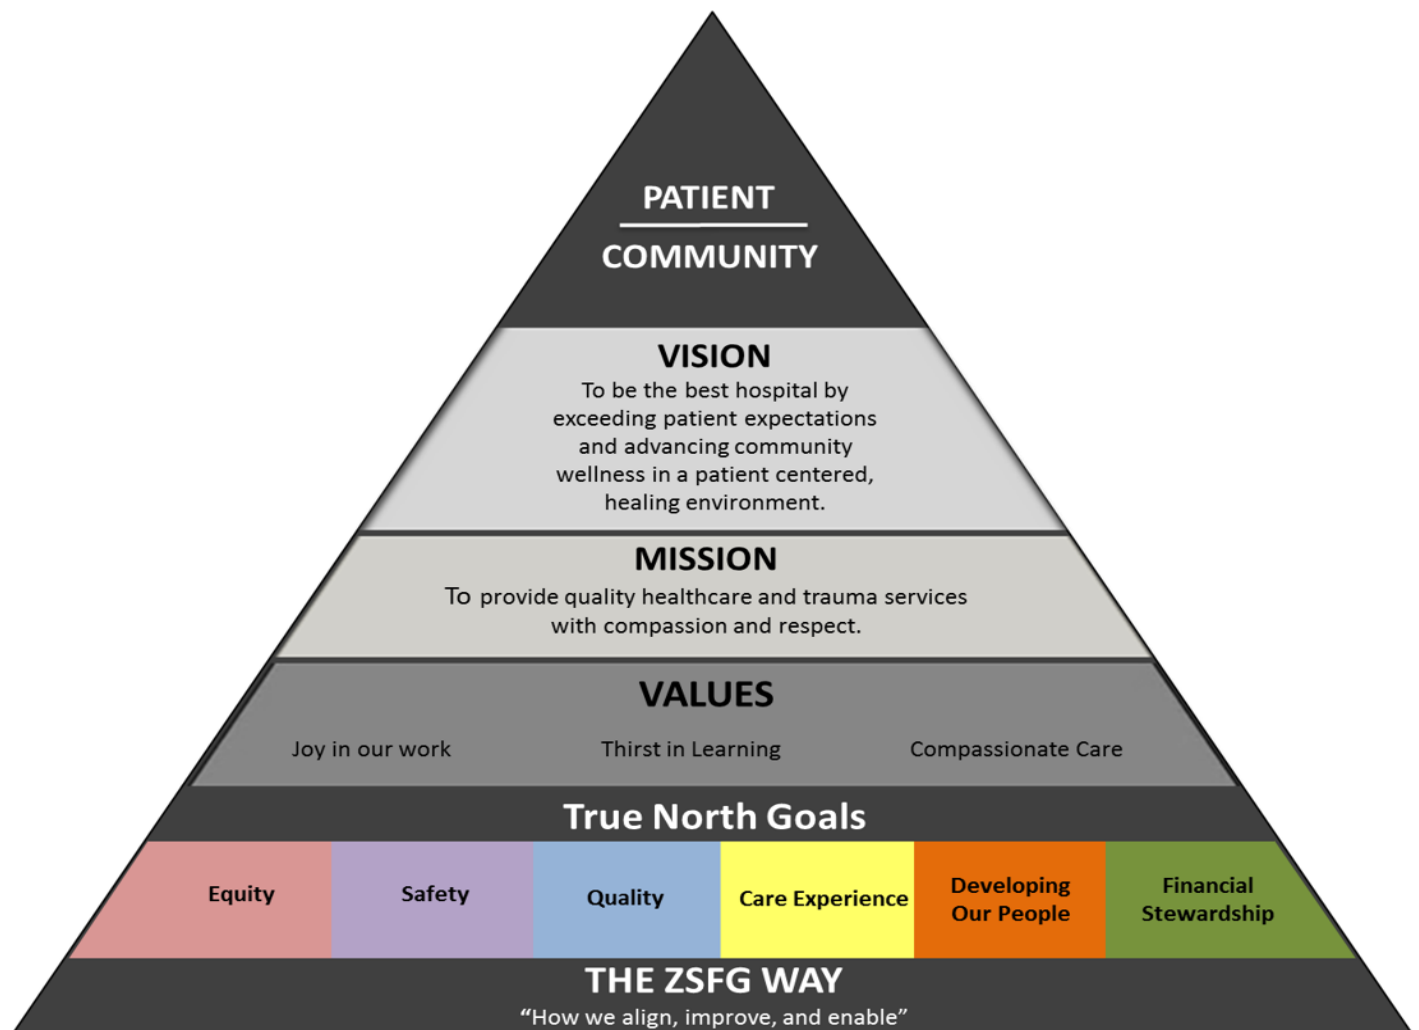 PATIENT
COMMUNITY
VISION
To be the best hospital by
exceeding patient expectations
and advancing community
wellness in a patient centered,
healing environment.
MISSION
To provide quality healthcare and trauma services
with compassion and respect.
VALUES
Joy in our work
Thirst in Learning
Compassionate Care
True North Goals
Equity
Safety
Quality
Care Experience
Developing
Our People
Financial
Stewardship
THE ZSFG WAY
“How we align, improve, and enable”